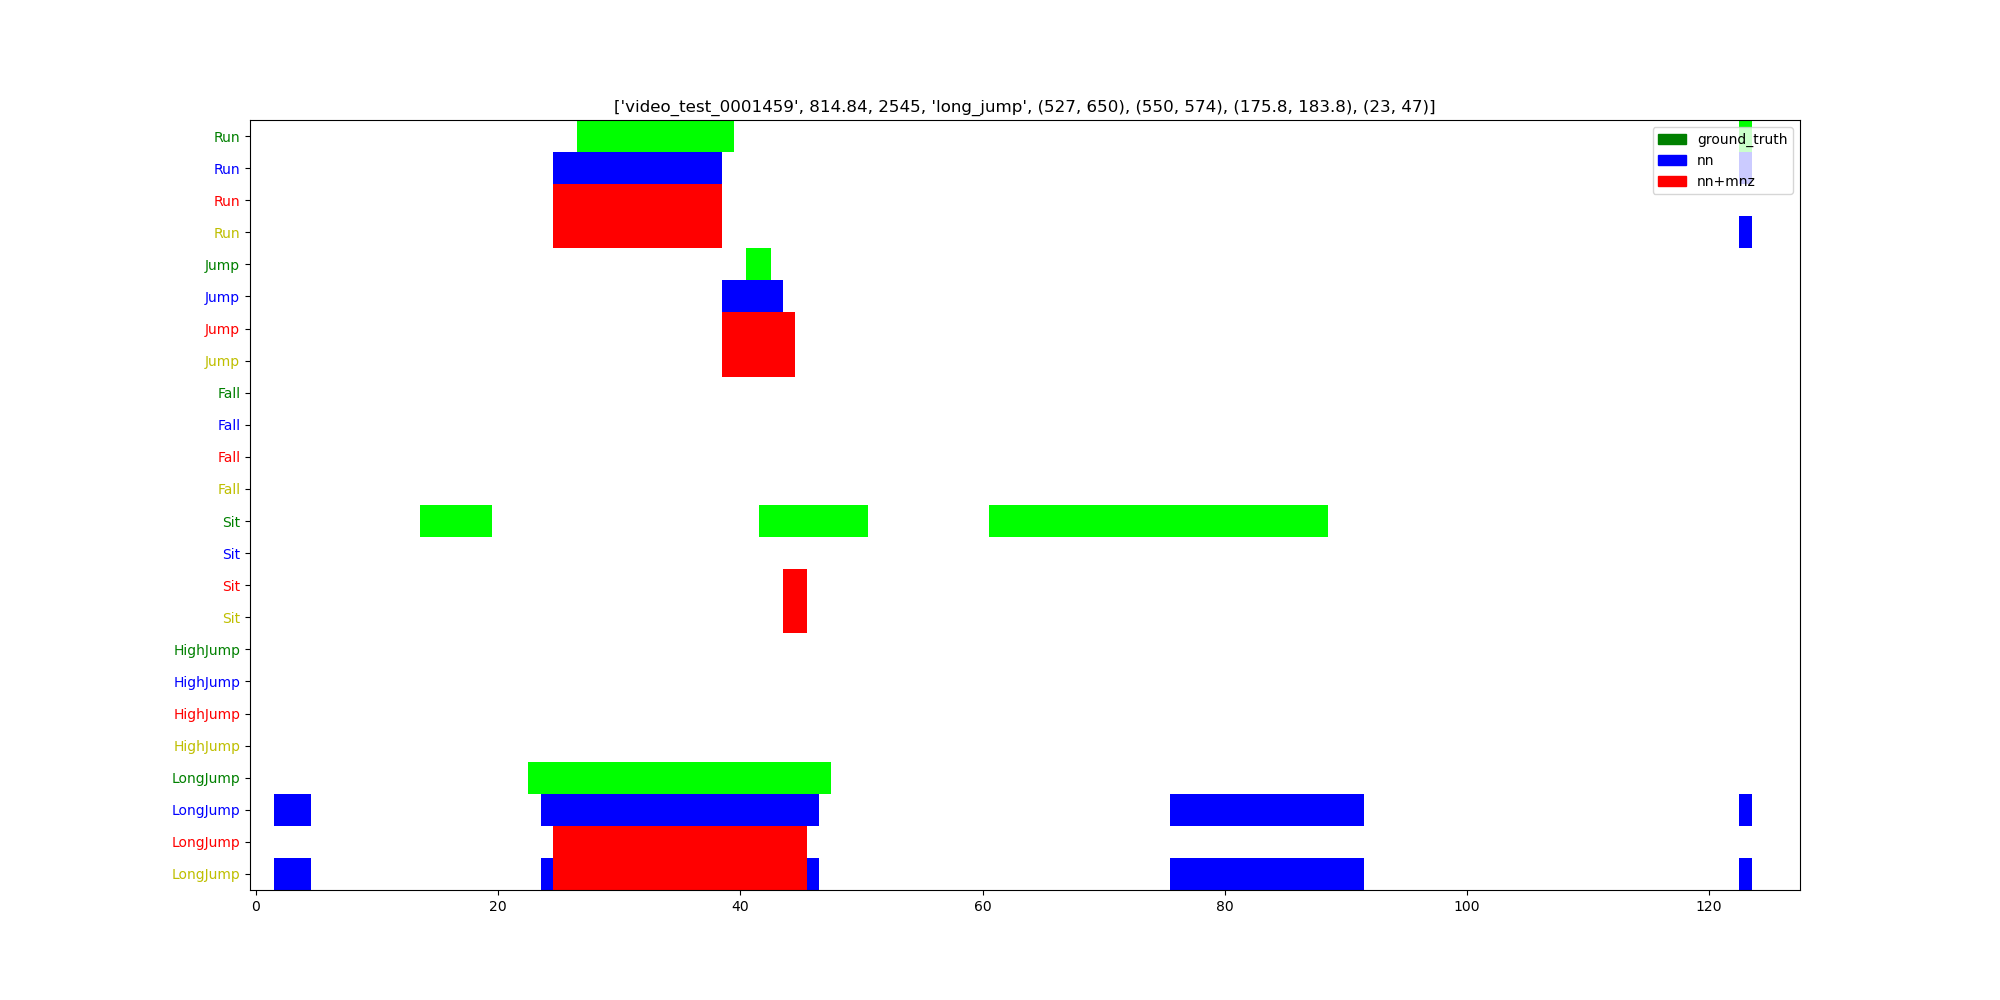 ['video_test_0001459', 814.84, 2545, 'long_jump', (527, 650), (550, 574), (175.8, 183.8), (23, 47)]
Run
Run
Run
Run
Jump
Jump
Jump
Jump
Fall
Fall
Fall
Fall
Sit
Sit
Sit
Sit
HighJump
HighJump
HighJump
HighJump
LongJump
LongJump
LongJump
LongJump
ground_truth
nn
nn+mnz
0 20 40 60 80 100 120